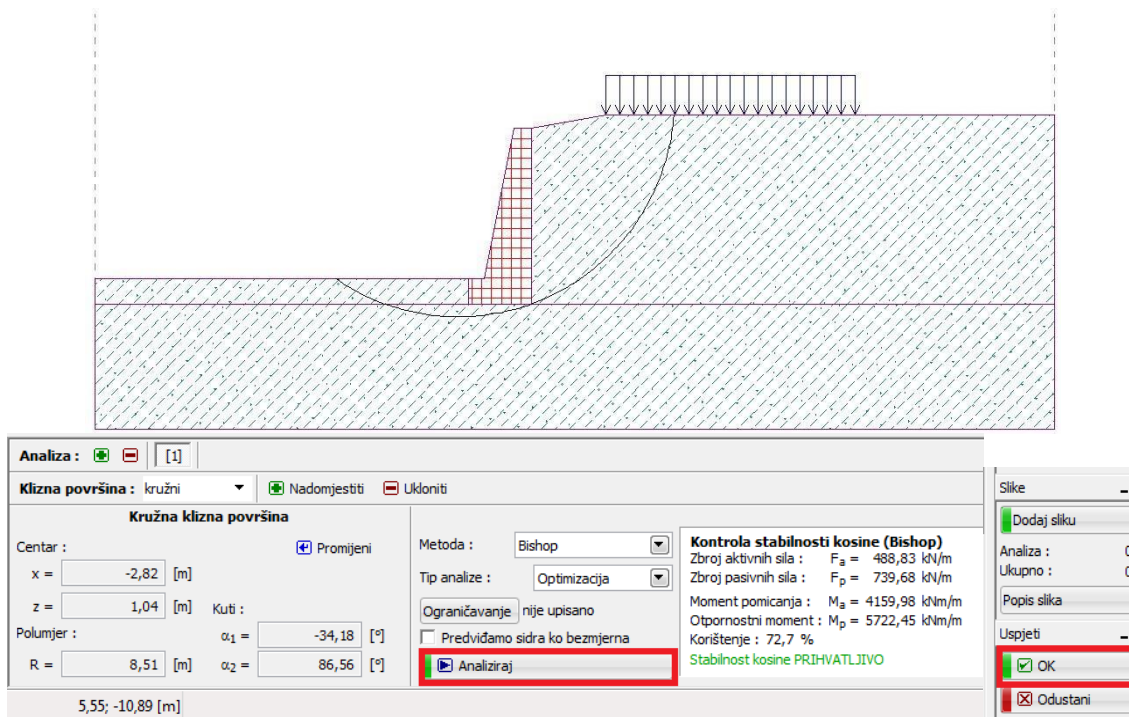 Analiza : [1]
Klizna površina : kružni Nadomjestiti Ukloniti
Kružna klizna površina
Centar : Promijeni
x = -2,82 [m]
z = 1,04 [m] Kuti :
Polumjer : α1 = -34,18 [°]
R = 8,51 [m] α2 = 86,56 [°]
Metoda : Bishop
Tip analize : Optimizacija
Ograničavanje nije upisano
Predviđamo sidra ko bezmjerna
Analiziraj
Kontrola stabilnosti kosine (Bishop)
Zbroj aktivnih sila : Fa = 488,83 kN/m
Zbroj pasivnih sila : Fp = 739,68 kN/m
Moment pomicanja : Ma = 4159,98 kNm/m
Otpornostni moment : Mp = 5722,45 kNm/m
Korištenje : 72,7 %
Stabilnost kosine PRIHVATLJIVO
Slike
Dodaj sliku
Analiza :
Ukupno :
Popis slika
Uspjeti
OK
Odustani
5,55; -10,89 [m]